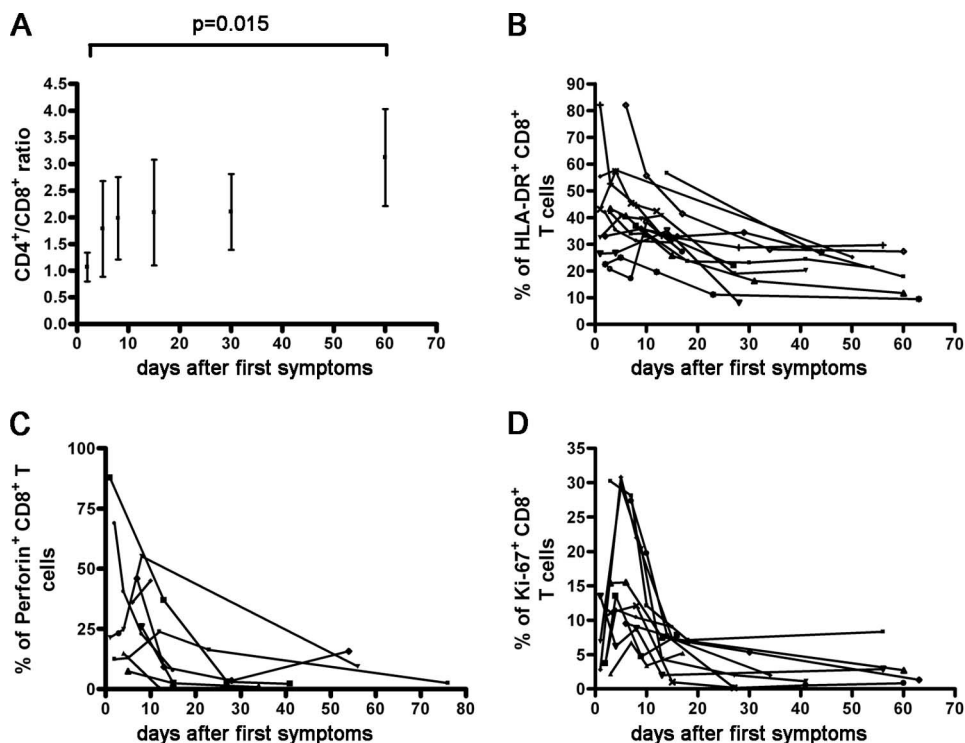 A
p=0.015
CD4⁺/CD8⁺ ratio
4.5
4.0
3.5
3.0
2.5
2.0
1.5
1.0
0.5
0.0
0 10 20 30 40 50 60 70
days after first symptoms
B
% of HLA-DR⁺ CD8⁺
T cells
90
80
70
60
50
40
30
20
10
0
0 10 20 30 40 50 60 70
days after first symptoms
C
% of Perforin⁺ CD8⁺ T
cells
100
75
50
25
0
0 10 20 30 40 50 60 70 80
days after first symptoms
D
% of Ki-67⁺ CD8⁺
T cells
35
30
25
20
15
10
5
0
0 10 20 30 40 50 60 70
days after first symptoms